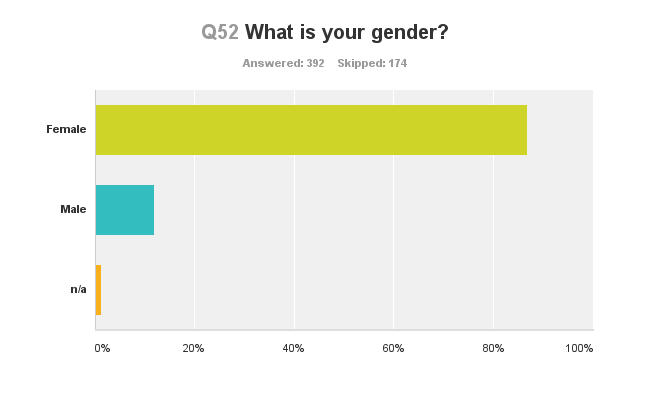 Q52 What is your gender?
Answered: 392 Skipped: 174
Female
Male
n/a
0% 20% 40% 60% 80% 100%